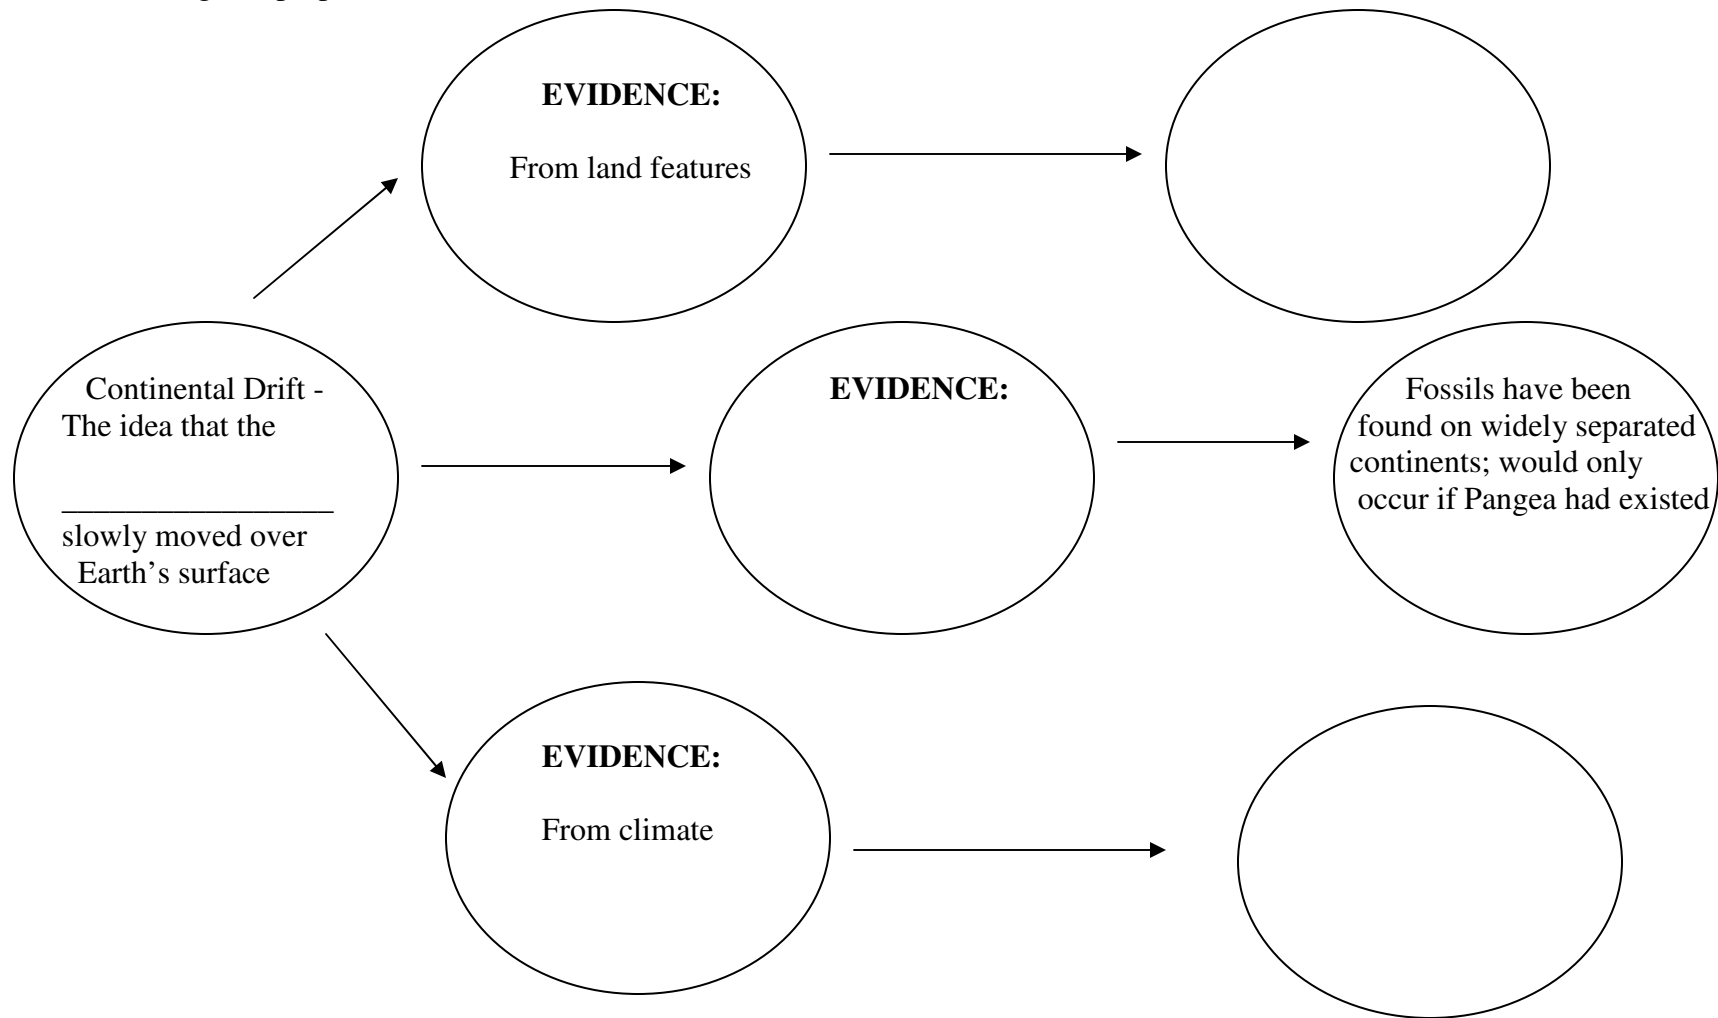 EVIDENCE:
From land features
Continental Drift -
The idea that the
_________________
slowly moved over
Earth’s surface
EVIDENCE:
Fossils have been
found on widely separated
continents; would only
occur if Pangea had existed
EVIDENCE:
From climate